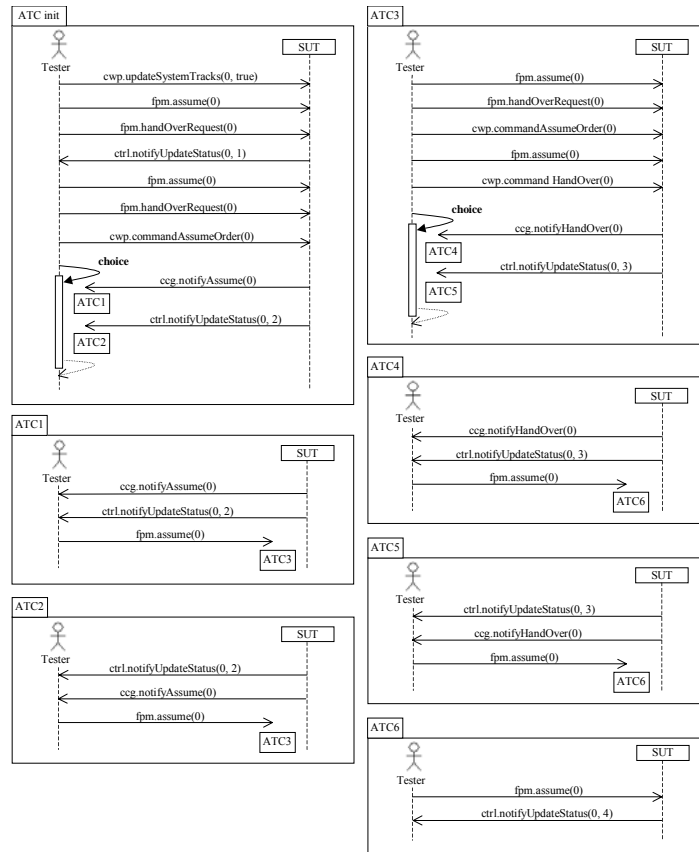 ATC init
SUT
Tester
cwp.updateSystemTracks(0, true)
fpm.assume(0)
fpm.handOverRequest(0)
ctrl.notifyUpdateStatus(0, 1)
fpm.assume(0)
fpm.handOverRequest(0)
cwp.commandAssumeOrder(0)
choice
ccg.notifyAssume(0)
ATC1
ctrl.notifyUpdateStatus(0, 2)
ATC2
ATC1
SUT
Tester
ccg.notifyAssume(0)
ctrl.notifyUpdateStatus(0, 2)
fpm.assume(0)
ATC3
ATC2
SUT
Tester
ctrl.notifyUpdateStatus(0, 2)
ccg.notifyAssume(0)
fpm.assume(0)
ATC3
ATC3
SUT
Tester
fpm.assume(0)
fpm.handOverRequest(0)
cwp.commandAssumeOrder(0)
fpm.assume(0)
cwp.command HandOver(0)
choice
ccg.notifyHandOver(0)
ATC4
ctrl.notifyUpdateStatus(0, 3)
ATC5
ATC4
SUT
Tester
ccg.notifyHandOver(0)
ctrl.notifyUpdateStatus(0, 3)
fpm.assume(0)
ATC6
ATC5
SUT
Tester
ctrl.notifyUpdateStatus(0, 3)
ccg.notifyHandOver(0)
fpm.assume(0)
ATC6
ATC6
SUT
Tester
fpm.assume(0)
ctrl.notifyUpdateStatus(0, 4)